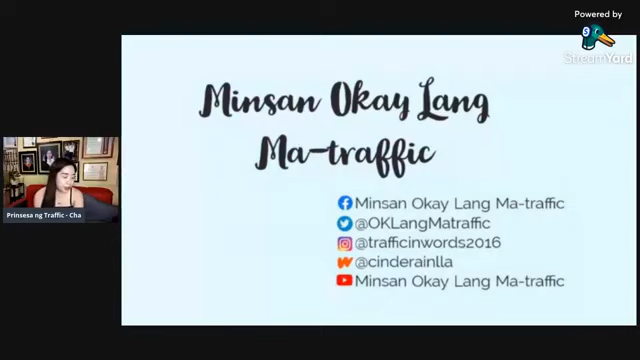 Powered by
StreamYard
Minsan Okay Lang
Ma-traffic
Minsan Okay Lang Ma-traffic
@OKLangMatraffic
@trafficinwords2016
@cinderainlla
Minsan Okay Lang Ma-traffic
Prinsesa ng Traffic - Cha